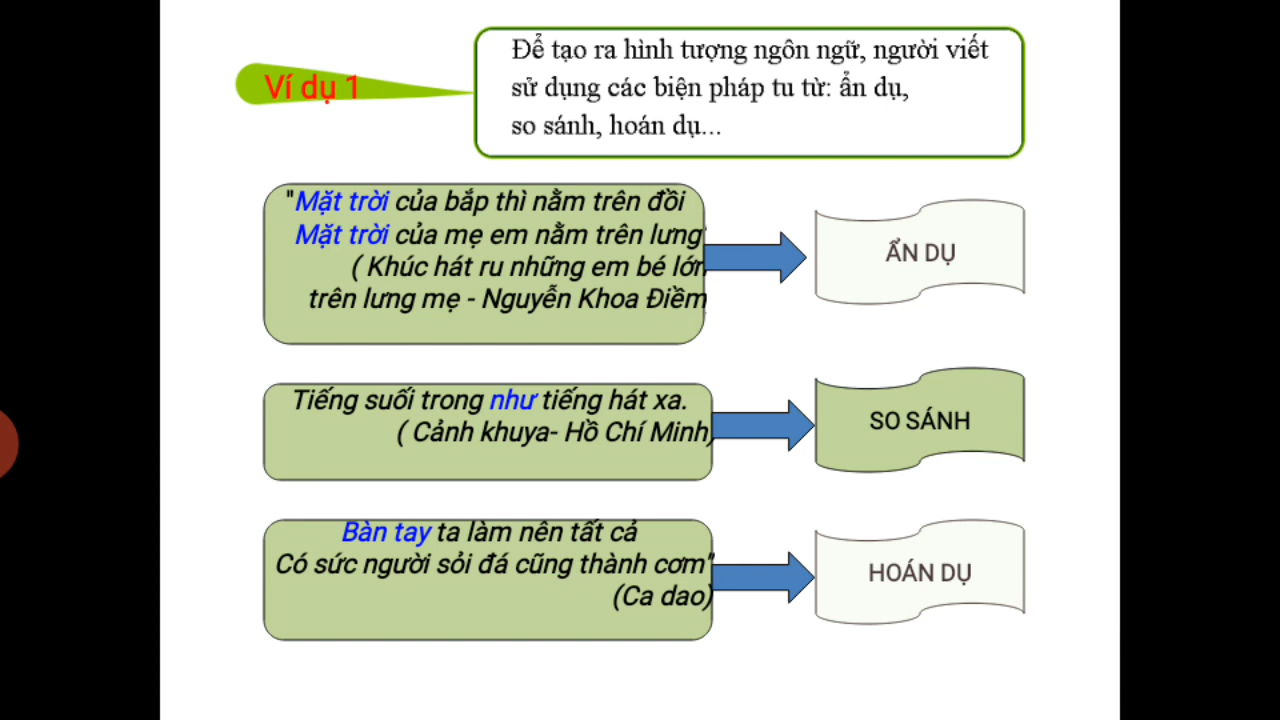 Ví dụ 1
Để tạo ra hình tượng ngôn ngữ, người viết
sử dụng các biện pháp tu từ: ẩn dụ,
so sánh, hoán dụ...
"Mặt trời của bắp thì nằm trên đồi
Mặt trời của mẹ em nằm trên lưng
( Khúc hát ru những em bé lớn
trên lưng mẹ - Nguyễn Khoa Điềm
ẨN DỤ
Tiếng suối trong như tiếng hát xa.
( Cảnh khuya- Hồ Chí Minh)
SO SÁNH
Bàn tay ta làm nên tất cả
Có sức người sỏi đá cũng thành cơm"
(Ca dao)
HOÁN DỤ